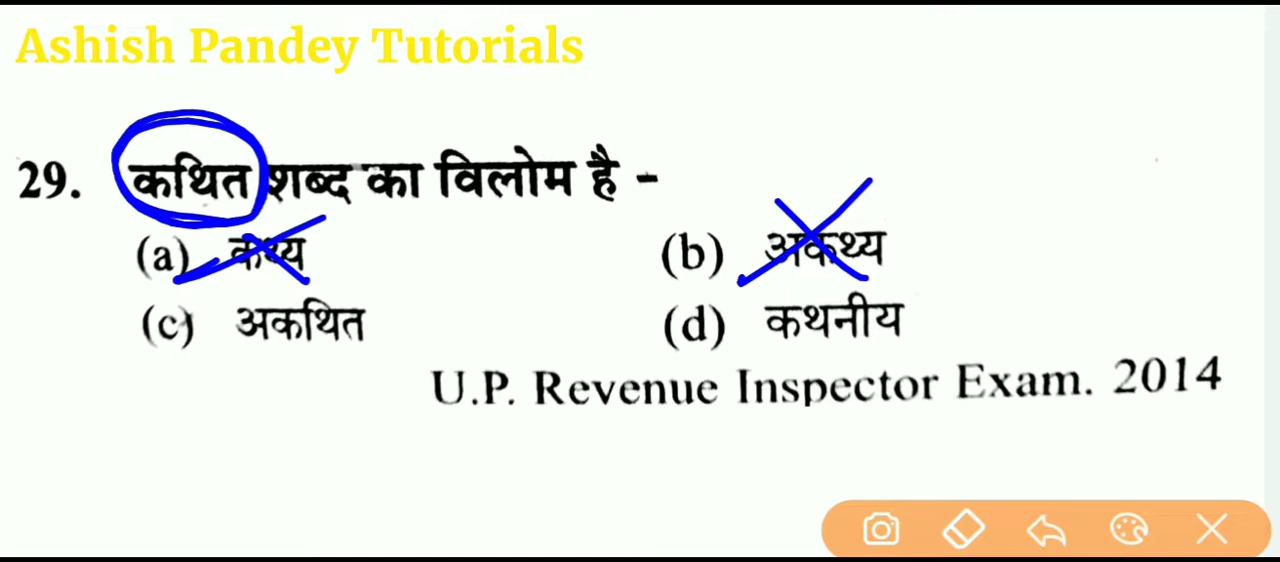 Ashish Pandey Tutorials
29. कथित शब्द का विलोम है -
(a) कथ्य (b) अकथ्य
(c) अकथित (d) कथनीय
U.P. Revenue Inspector Exam. 2014